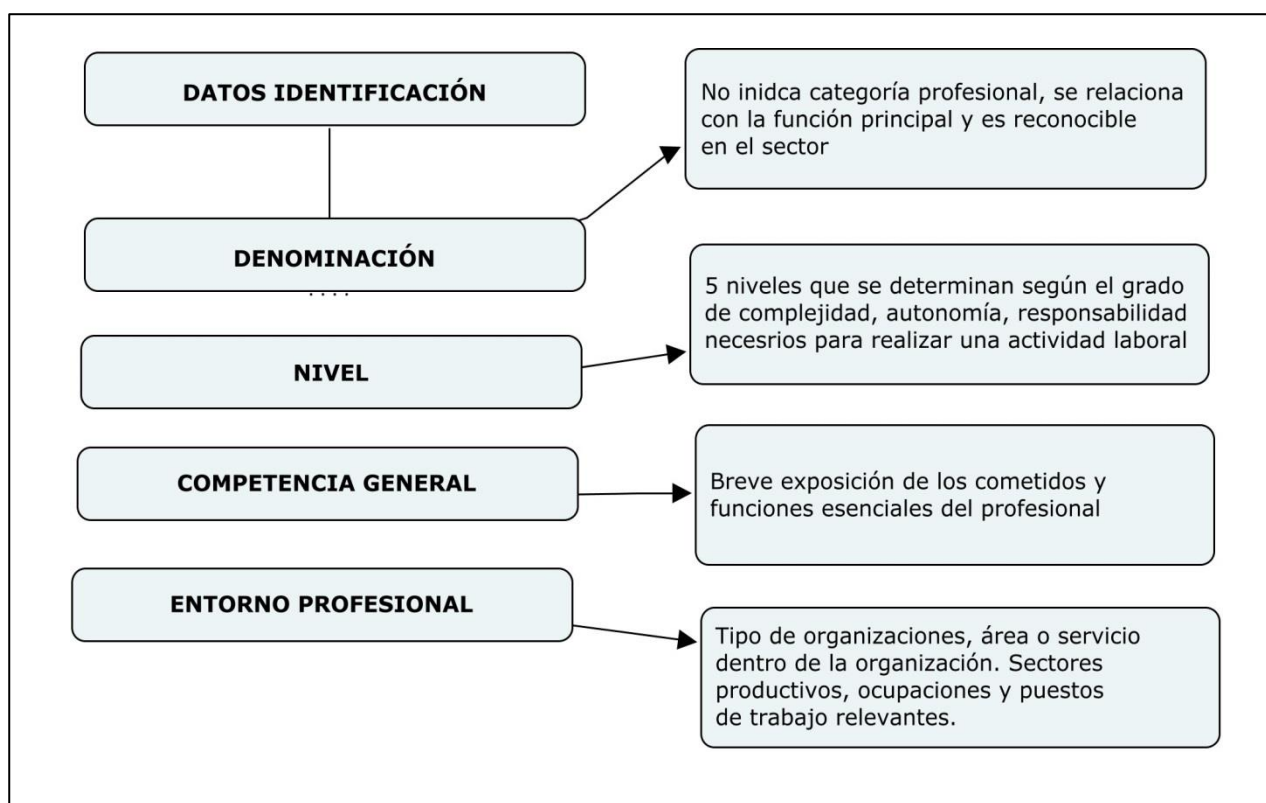 DATOS IDENTIFICACIÓN
No inidca categoría profesional, se relaciona
con la función principal y es reconocible
en el sector
DENOMINACIÓN
. . . .
5 niveles que se determinan según el grado
de complejidad, autonomía, responsabilidad
necesrios para realizar una actividad laboral
NIVEL
COMPETENCIA GENERAL
Breve exposición de los cometidos y
funciones esenciales del profesional
ENTORNO PROFESIONAL
Tipo de organizaciones, área o servicio
dentro de la organización. Sectores
productivos, ocupaciones y puestos
de trabajo relevantes.